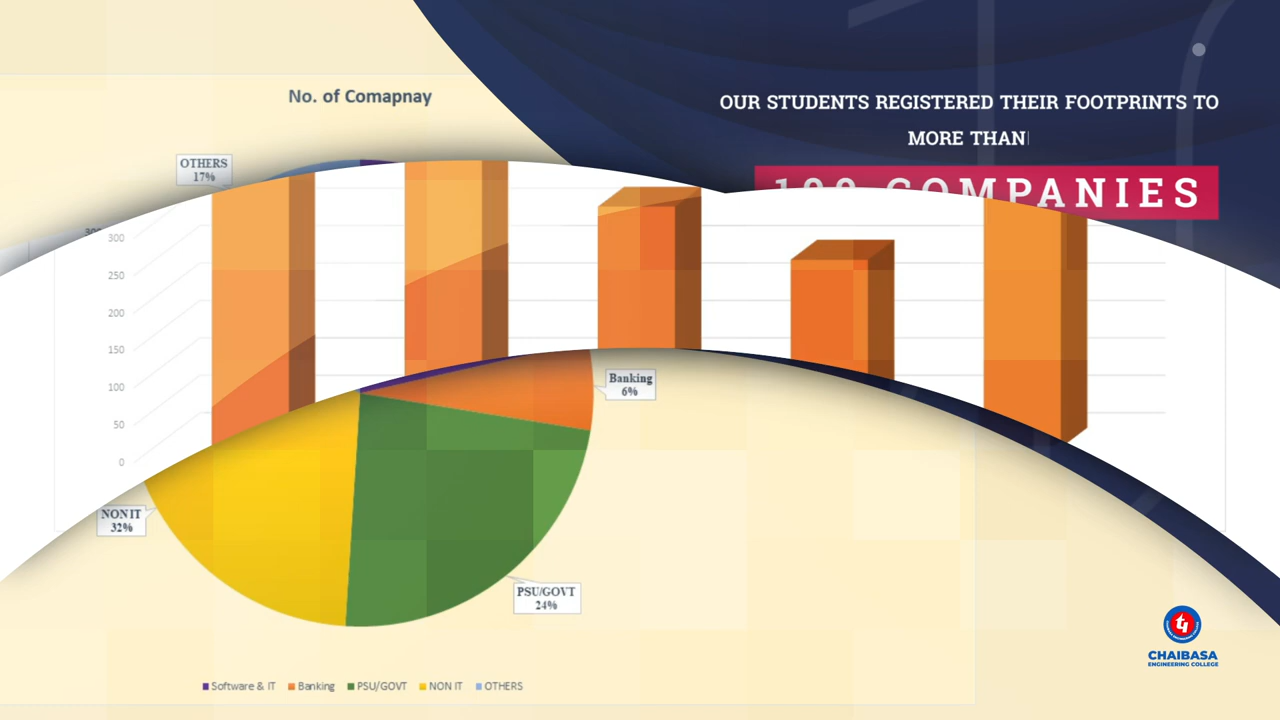 No. of Comapnay
OUR STUDENTS REGISTERED THEIR FOOTPRINTS TO
MORE THAN
COMPANIES
OTHERS
17%
300
250
200
150
100
50
0
Banking
6%
NON IT
32%
PSU/GOVT
24%
Software & IT
Banking
PSU/GOVT
NON IT
OTHERS
CHAIBASA
ENGINEERING COLLEGE